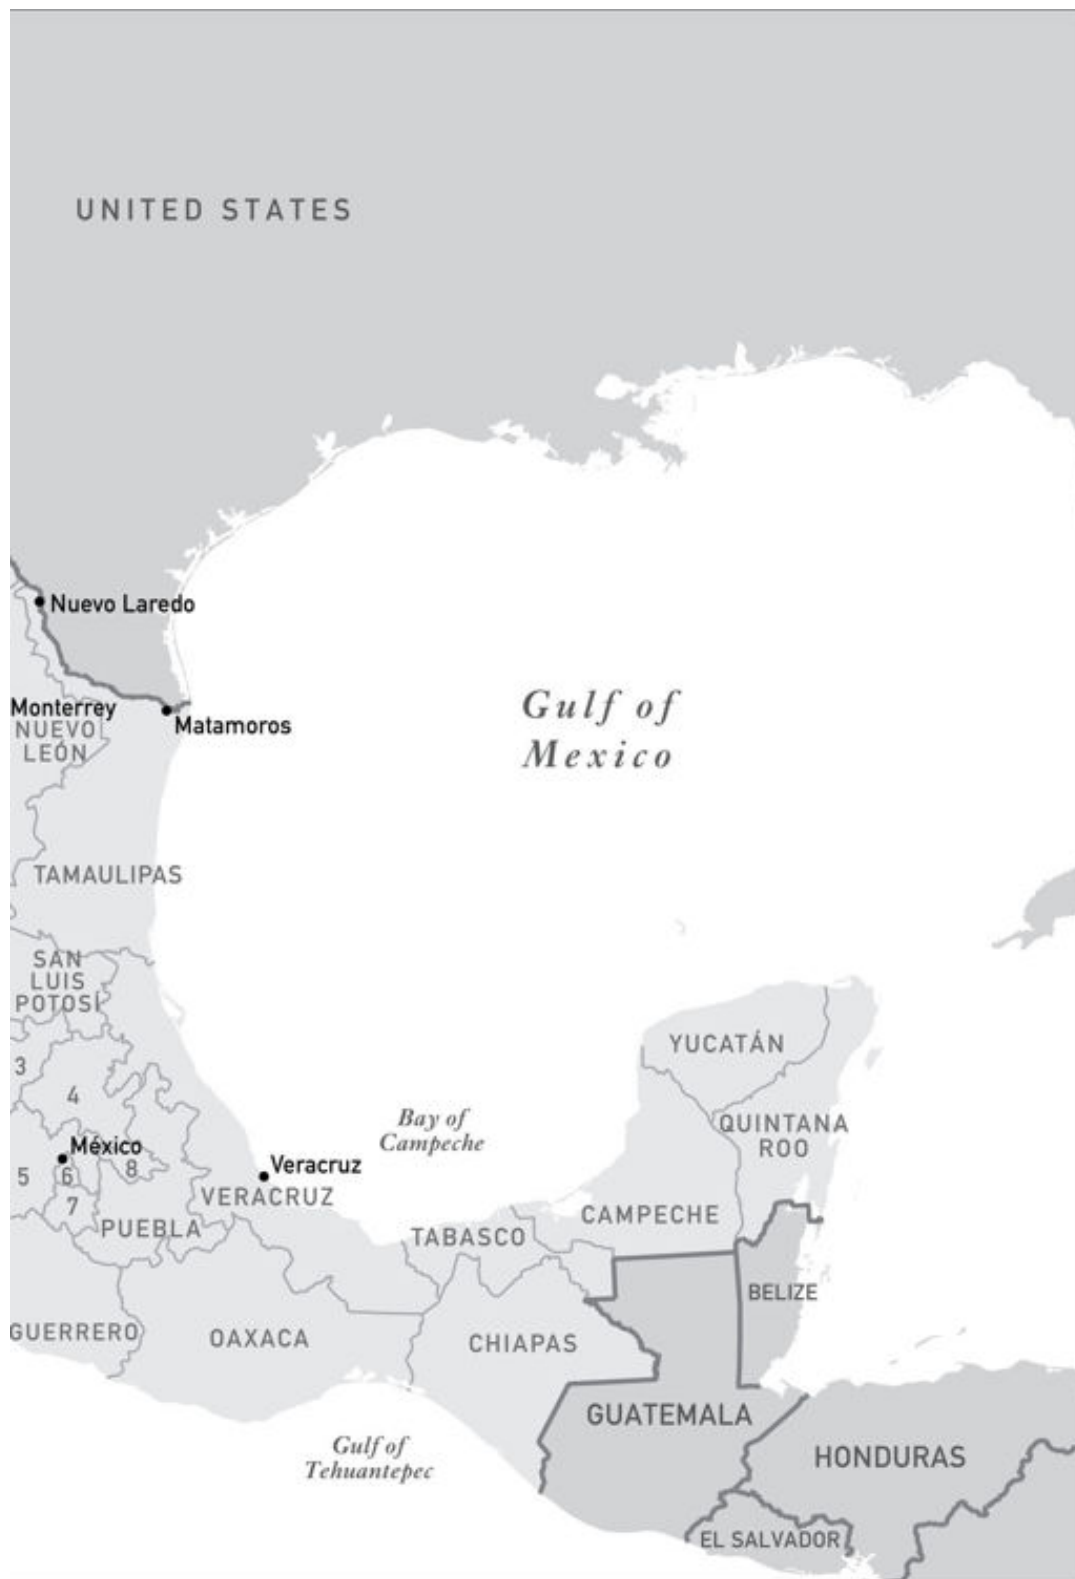 UNITED STATES
Nuevo Laredo
Monterrey
NUEVO
LEÓN
Matamoros
Gulf of
Mexico
TAMAULIPAS
SAN
LUIS
POTOSÍ
YUCATÁN
3
4
Bay of
Campeche
QUINTANA
ROO
México
Veracruz
5
6
8
7
VERACRUZ
PUEBLA
CAMPECHE
TABASCO
BELIZE
GUERRERO
OAXACA
CHIAPAS
GUATEMALA
Gulf of
Tehuantepec
HONDURAS
EL SALVADOR